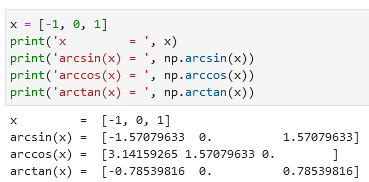 x = [-1, 0, 1]
print('x         = ', x)
print('arcsin(x) = ', np.arcsin(x))
print('arccos(x) = ', np.arccos(x))
print('arctan(x) = ', np.arctan(x))
x         =  [-1, 0, 1]
arcsin(x) =  [-1.57079633  0.          1.57079633]
arccos(x) =  [3.14159265 1.57079633 0.        ]
arctan(x) =  [-0.78539816  0.          0.78539816]